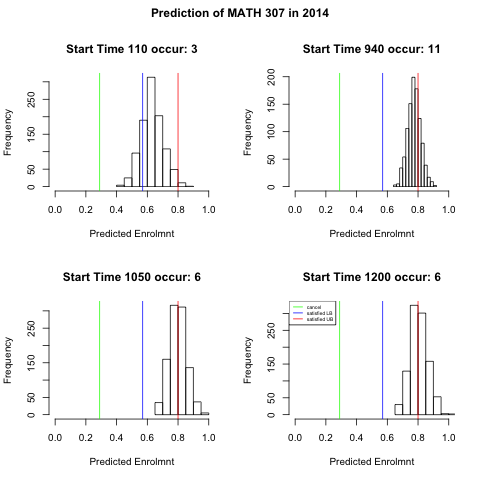 Prediction of MATH 307 in 2014
Start Time 110 occur: 3
Frequency
0 50 150 250
0.0 0.2 0.4 0.6 0.8 1.0
Predicted Enrolmnt
Start Time 940 occur: 11
Frequency
0 50 100 150 200
0.0 0.2 0.4 0.6 0.8 1.0
Predicted Enrolmnt
Start Time 1050 occur: 6
Frequency
0 50 150 250
0.0 0.2 0.4 0.6 0.8 1.0
Predicted Enrolmnt
Start Time 1200 occur: 6
cancel
satisfied LB
satisfied UB
Frequency
0 50 150 250
0.0 0.2 0.4 0.6 0.8 1.0
Predicted Enrolmnt